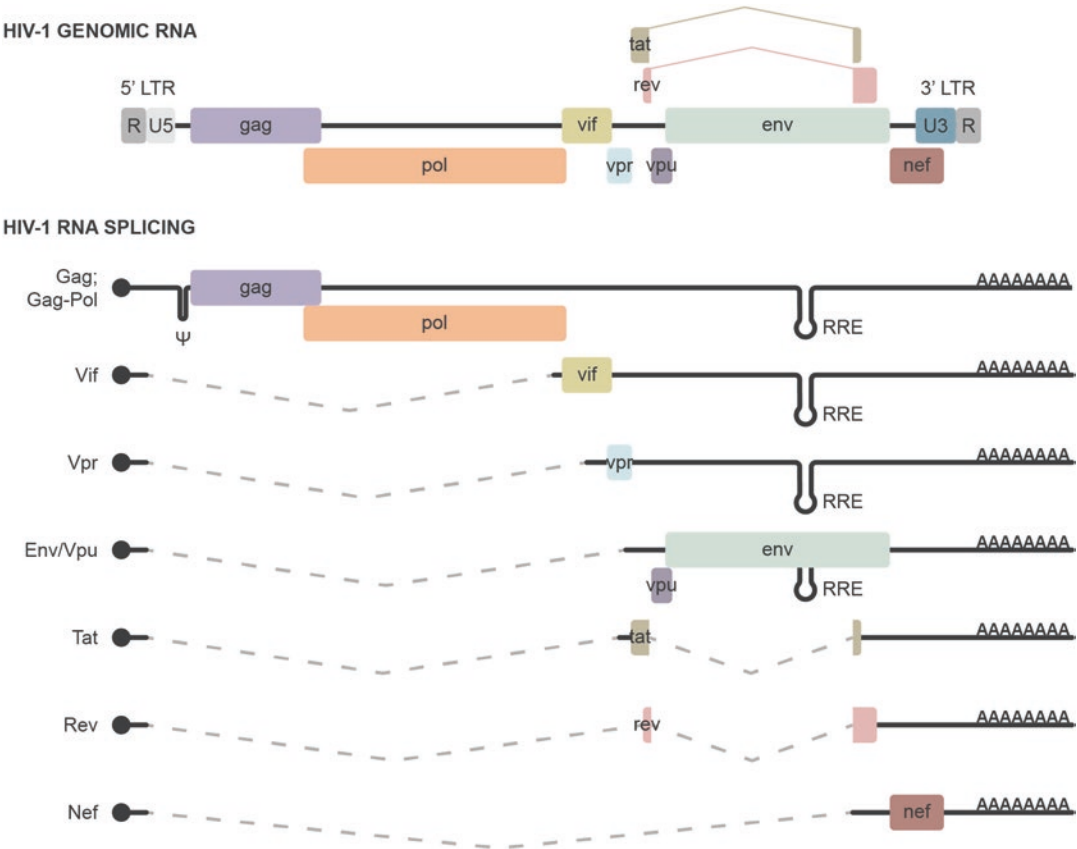 HIV-1 GENOMIC RNA
tat
rev
5’ LTR
3’ LTR
R U5 gag vif env U3 R
pol vpr vpu nef
HIV-1 RNA SPLICING
Gag;
Gag-Pol
gag
AAAAAAAA
pol
Ψ
RRE
Vif vif AAAAAAAA
RRE
Vpr vpr AAAAAAAA
RRE
Env/Vpu env AAAAAAAA
vpu RRE
Tat tat AAAAAAAA
Rev rev AAAAAAAA
Nef nef AAAAAAAA